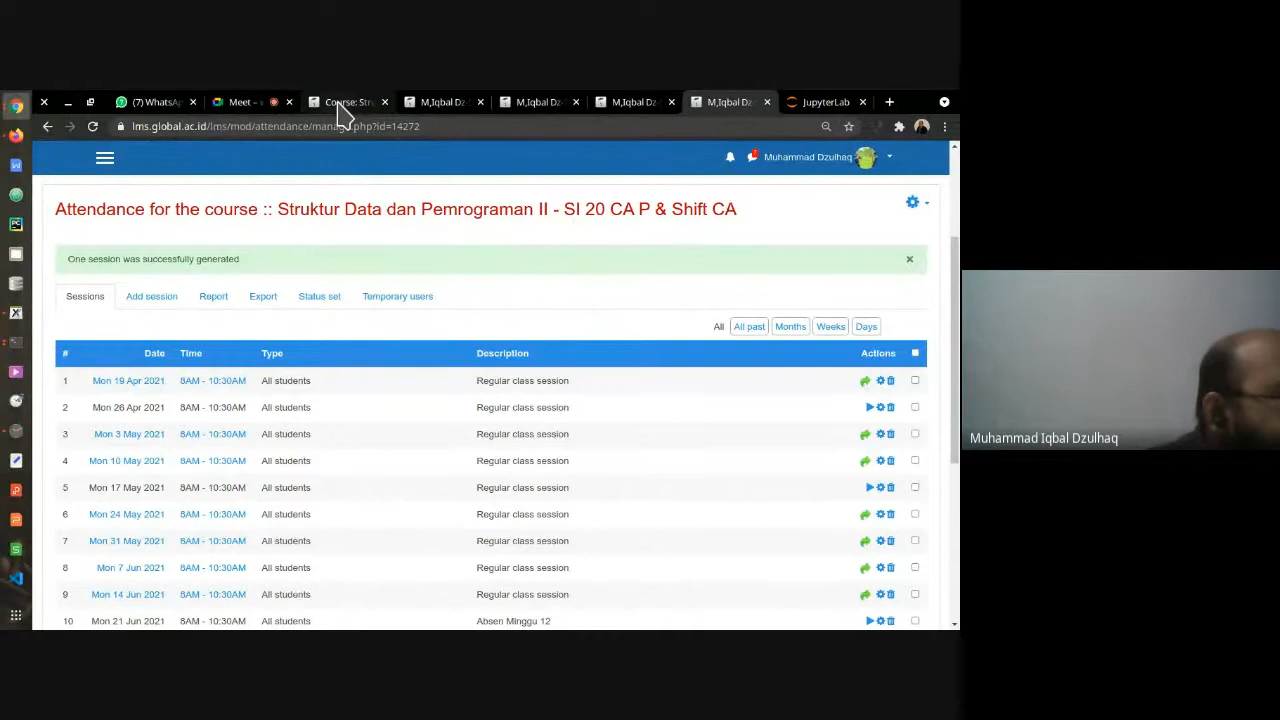 (7) WhatsAp
Meet –
Course: Str
M,Iqbal Dz
M,Iqbal Dz
M,Iqbal Dz
M,Iqbal Dz
JupyterLab
lms.global.ac.id/lms/mod/attendance/manage.php?id=14272
Muhammad Dzulhaq
Attendance for the course :: Struktur Data dan Pemrograman II - SI 20 CA P & Shift CA
One session was successfully generated
Sessions Add session Report Export Status set Temporary users
All All past Months Weeks Days
# Date Time Type Description Actions
1 Mon 19 Apr 2021 8AM - 10:30AM All students Regular class session
2 Mon 26 Apr 2021 8AM - 10:30AM All students Regular class session
3 Mon 3 May 2021 8AM - 10:30AM All students Regular class session
4 Mon 10 May 2021 8AM - 10:30AM All students Regular class session
5 Mon 17 May 2021 8AM - 10:30AM All students Regular class session
6 Mon 24 May 2021 8AM - 10:30AM All students Regular class session
7 Mon 31 May 2021 8AM - 10:30AM All students Regular class session
8 Mon 7 Jun 2021 8AM - 10:30AM All students Regular class session
9 Mon 14 Jun 2021 8AM - 10:30AM All students Regular class session
10 Mon 21 Jun 2021 8AM - 10:30AM All students Absen Minggu 12
Muhammad Iqbal Dzulhaq